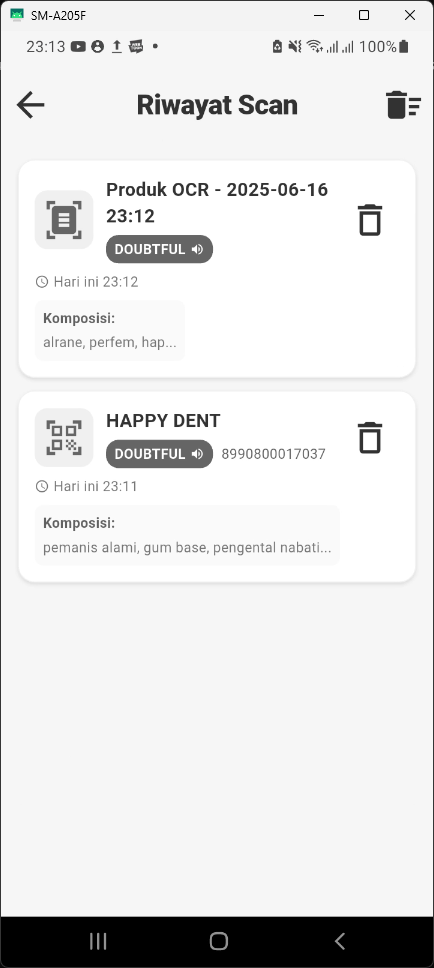 SM-A205F
23:13
100%
Riwayat Scan
Produk OCR - 2025-06-16
23:12
DOUBTFUL
Hari ini 23:12
Komposisi:
alrane, perfem, hap...
HAPPY DENT
DOUBTFUL 8990800017037
Hari ini 23:11
Komposisi:
pemanis alami, gum base, pengental nabati...